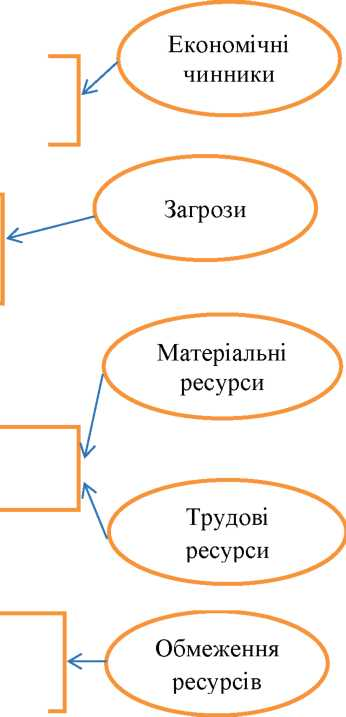 Економічні
чинники
Загрози
Матеріальні
ресурси
Трудові
ресурси
Обмеження
ресурсів